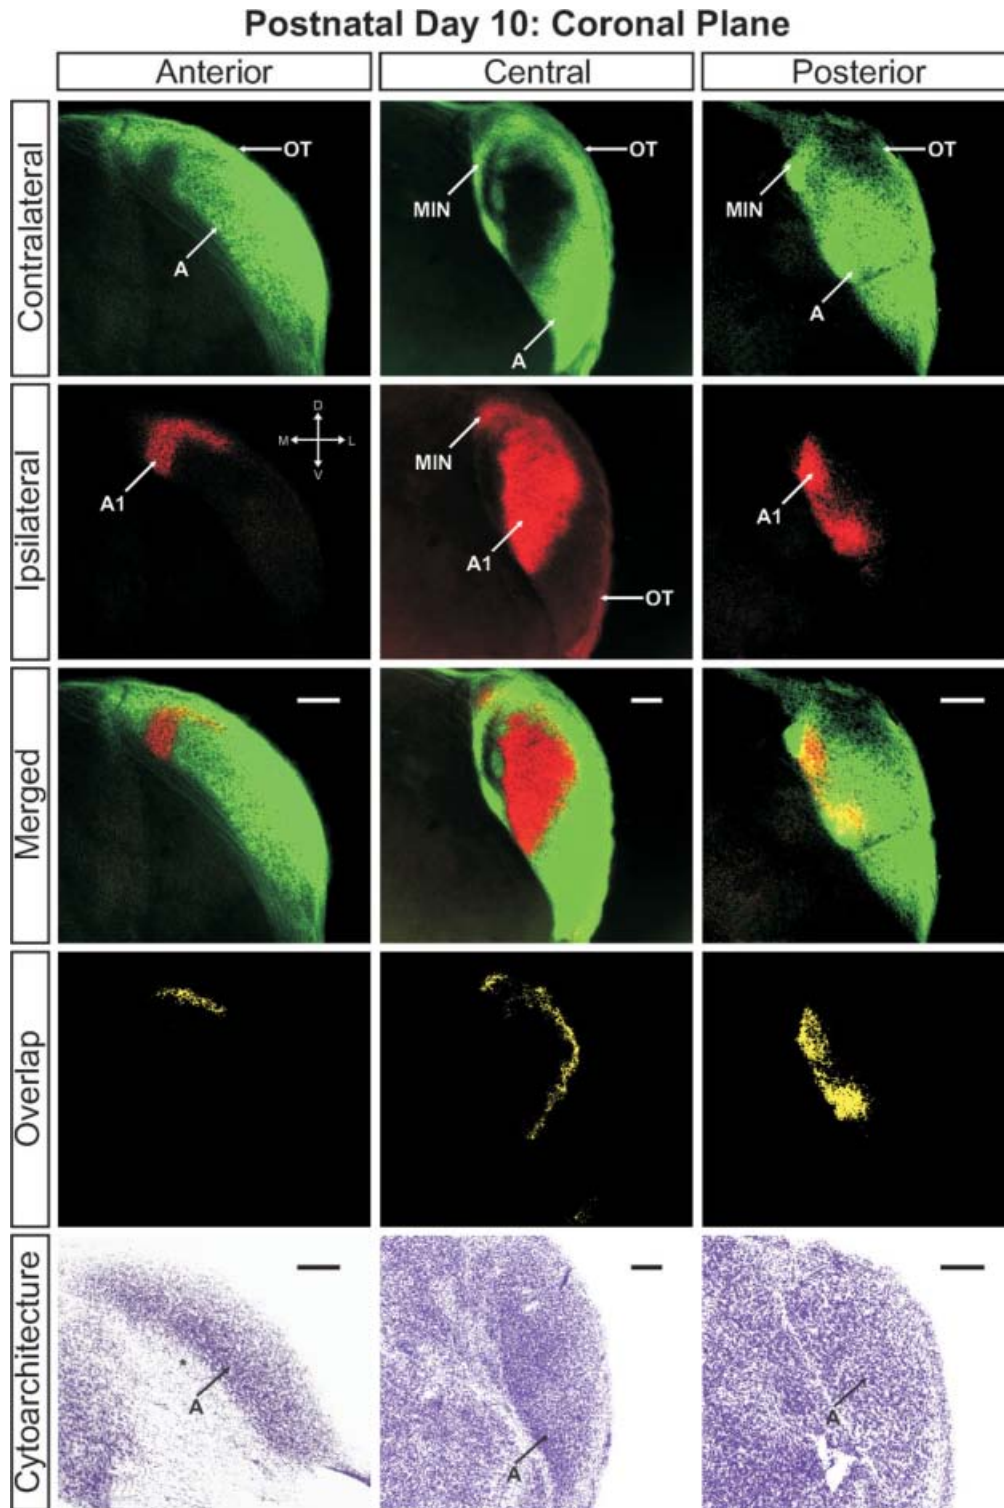 Postnatal Day 10: Coronal Plane
Anterior Central Posterior
Contralateral
OT
A
OT
MIN
A
OT
MIN
A
Ipsilateral
D
M L
V
A1
MIN
A1
OT
A1
Merged
Overlap
Cytoarchitecture
*
A
A
A